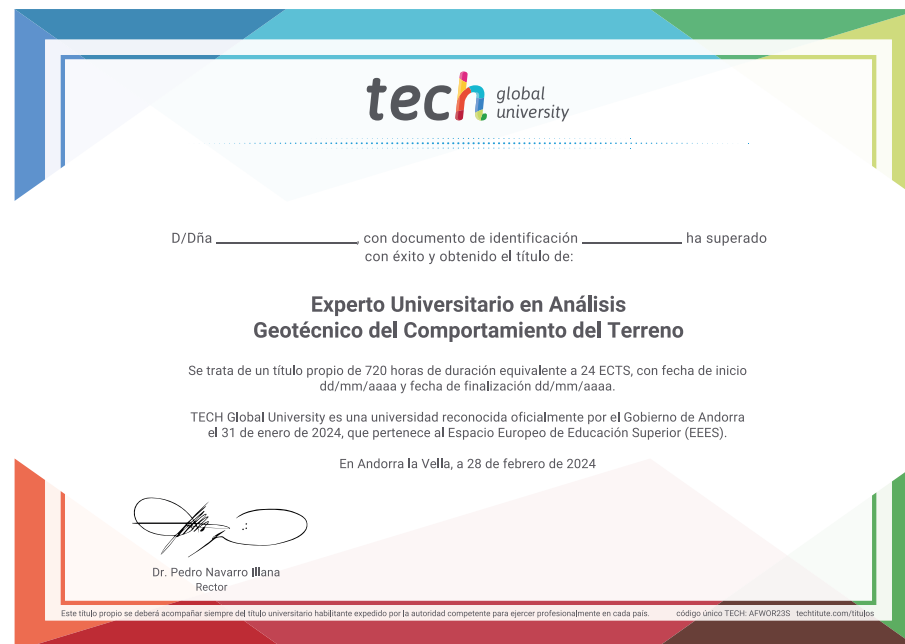 tech global university
D/Dña ____________________, con documento de identificación ______________ ha superado
con éxito y obtenido el título de:
Experto Universitario en Análisis
Geotécnico del Comportamiento del Terreno
Se trata de un título propio de 720 horas de duración equivalente a 24 ECTS, con fecha de inicio
dd/mm/aaaa y fecha de finalización dd/mm/aaaa.
TECH Global University es una universidad reconocida oficialmente por el Gobierno de Andorra
el 31 de enero de 2024, que pertenece al Espacio Europeo de Educación Superior (EEES).
En Andorra la Vella, a 28 de febrero de 2024
Dr. Pedro Navarro Illana
Rector
Este título propio se deberá acompañar siempre del título universitario habilitante expedido por la autoridad competente para ejercer profesionalmente en cada país. código único TECH: AFWOR23S techtitute.com/titulos